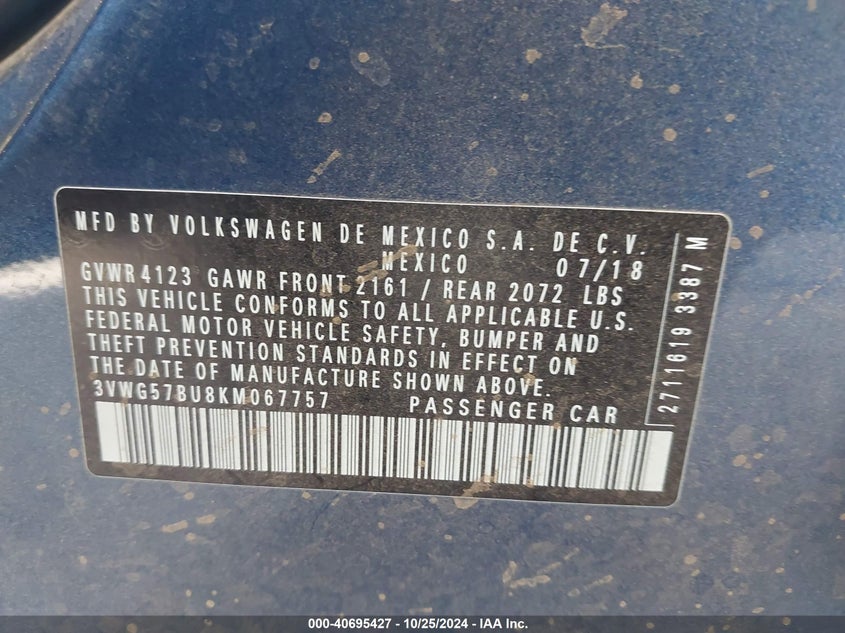 MFD BY VOLKSWAGEN DE MEXICO S.A. DE C.V.
MEXICO 07/18
GVWR 4123 GAWR FRONT 2161 / REAR 2072 LBS
THIS VEHICLE CONFORMS TO ALL APPLICABLE U.S.
FEDERAL MOTOR VEHICLE SAFETY, BUMPER AND
THEFT PREVENTION STANDARDS IN EFFECT ON
THE DATE OF MANUFACTURE SHOWN ABOVE.
3VWG57BU8KM067757 PASSENGER CAR
2711619 3387 M
000-40695427 - 10/25/2024 - IAA Inc.